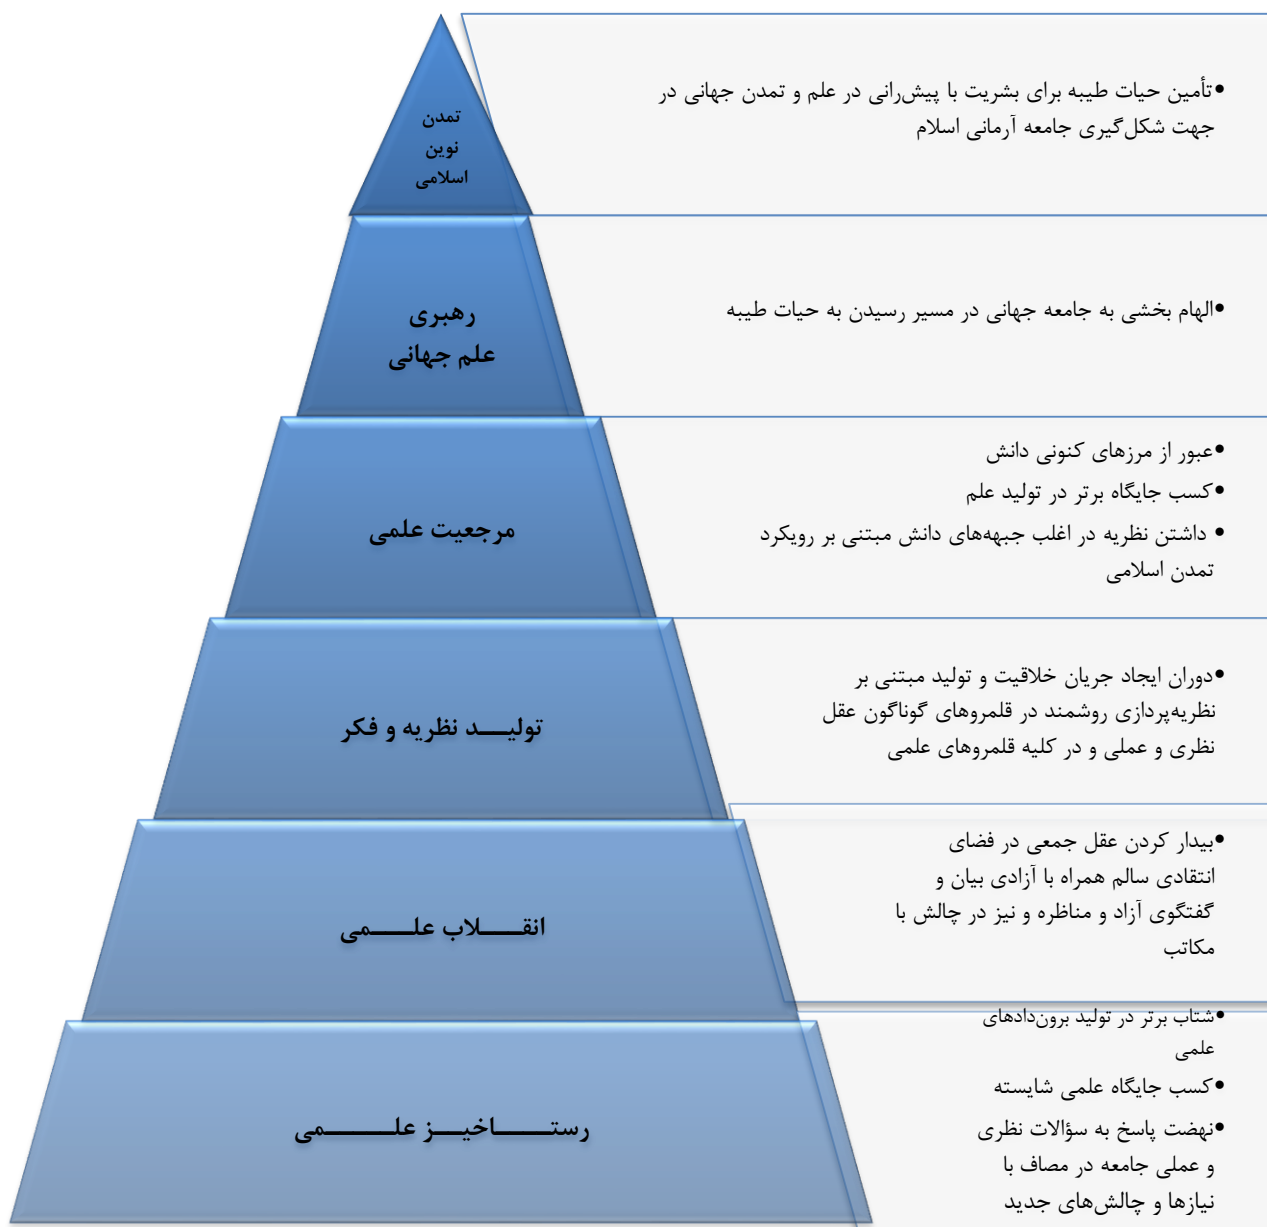 تمدن
نوین
اسلامی
•تأمین حیات طیبه برای بشریت با پیش‌رانی در علم و تمدن جهانی در
جهت شکل‌گیری جامعه آرمانی اسلام
رهبری
علم جهانی
•الهام بخشی به جامعه جهانی در مسیر رسیدن به حیات طیبه
مرجعیت علمی
•عبور از مرزهای کنونی دانش
•کسب جایگاه برتر در تولید علم
• داشتن نظریه در اغلب جبهه‌های دانش مبتنی بر رویکرد
تمدن اسلامی
تولیـــد نظریه و فکر
•دوران ایجاد جریان خلاقیت و تولید مبتنی بر
نظریه‌پردازی روشمند در قلمروهای گوناگون عقل
نظری و عملی و در کلیه قلمروهای علمی
انقـــــلاب علـــــمی
•بیدار کردن عقل جمعی در فضای
انتقادی سالم همراه با آزادی بیان و
گفتگوی آزاد و مناظره و نیز در چالش با
مکاتب
رستـــــــاخیـــز علـــــــمی
•شتاب برتر در تولید برون‌دادهای
علمی
•کسب جایگاه علمی شایسته
•نهضت پاسخ به سؤالات نظری
و عملی جامعه در مصاف با
نیازها و چالش‌های جدید